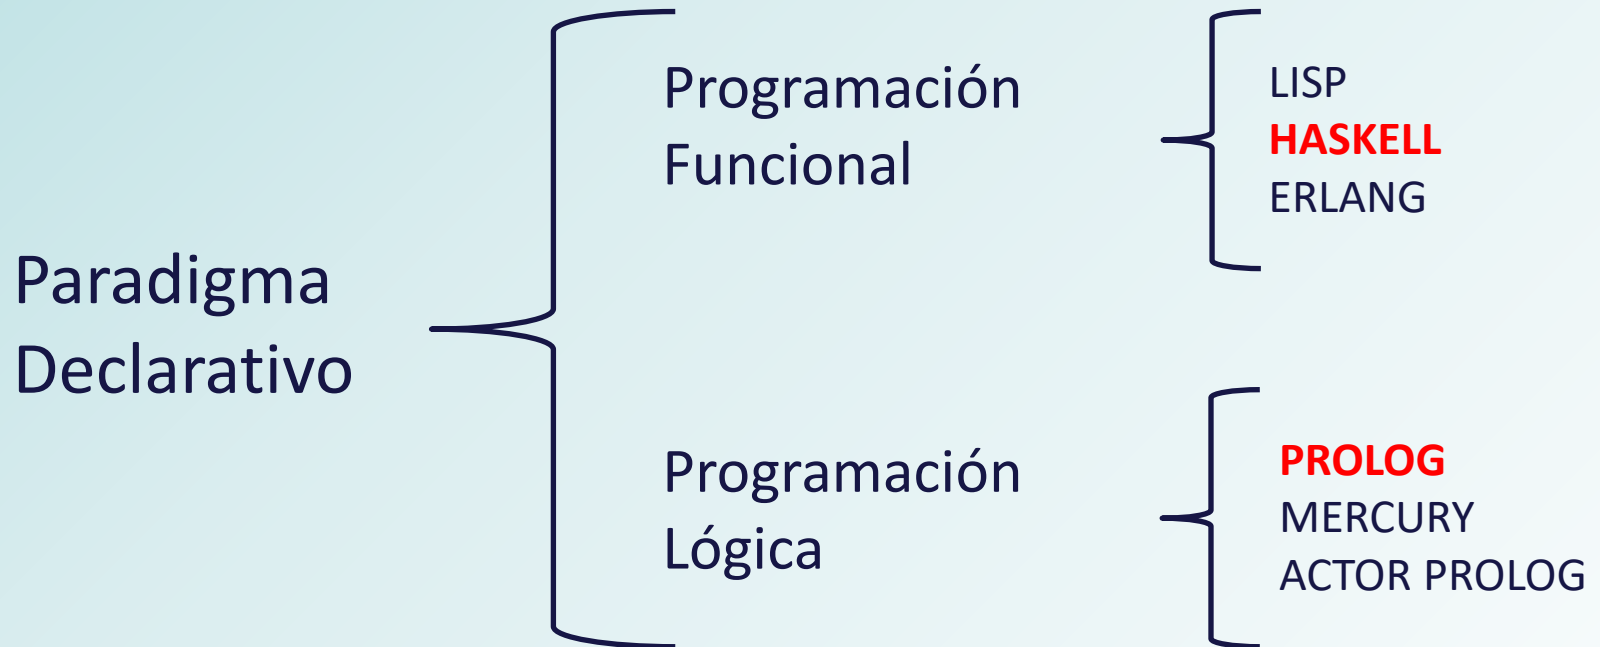 Paradigma
Declarativo
Programación
Funcional
LISP
HASKELL
ERLANG
Programación
Lógica
PROLOG
MERCURY
ACTOR PROLOG